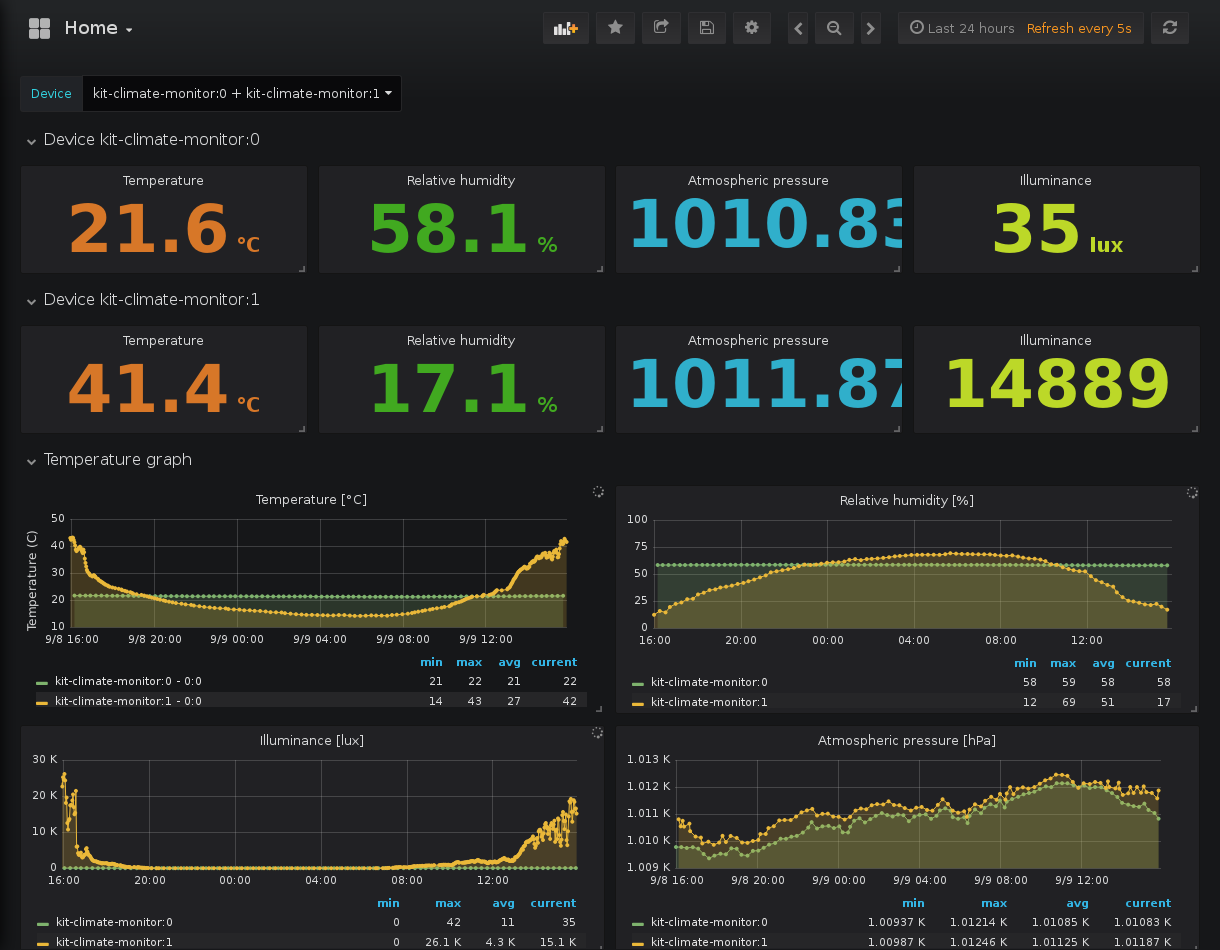 Home
Last 24 hours Refresh every 5s
Device kit-climate-monitor:0 + kit-climate-monitor:1
Device kit-climate-monitor:0
Temperature Relative humidity Atmospheric pressure Illuminance
21.6 °C 58.1 % 1010.83 35 lux
Device kit-climate-monitor:1
Temperature Relative humidity Atmospheric pressure Illuminance
41.4 °C 17.1 % 1011.87 14889
Temperature graph
Temperature [°C]
Temperature (C)
50
40
30
20
10
9/8 16:00 9/8 20:00 9/9 00:00 9/9 04:00 9/9 08:00 9/9 12:00
min max avg current
kit-climate-monitor:0 - 0:0 21 22 21 22
kit-climate-monitor:1 - 0:0 14 43 27 42
Relative humidity [%]
100
75
50
25
0
16:00 20:00 00:00 04:00 08:00 12:00
min max avg current
kit-climate-monitor:0 58 59 58 58
kit-climate-monitor:1 12 69 51 17
Illuminance [lux]
30 K
20 K
10 K
0
16:00 20:00 00:00 04:00 08:00 12:00
min max avg current
kit-climate-monitor:0 0 42 11 35
kit-climate-monitor:1 0 26.1 K 4.3 K 15.1 K
Atmospheric pressure [hPa]
1.013 K
1.012 K
1.011 K
1.010 K
1.009 K
9/8 16:00 9/8 20:00 9/9 00:00 9/9 04:00 9/9 08:00 9/9 12:00
min max avg current
kit-climate-monitor:0 1.00937 K 1.01214 K 1.01085 K 1.01083 K
kit-climate-monitor:1 1.00987 K 1.01246 K 1.01125 K 1.01187 K